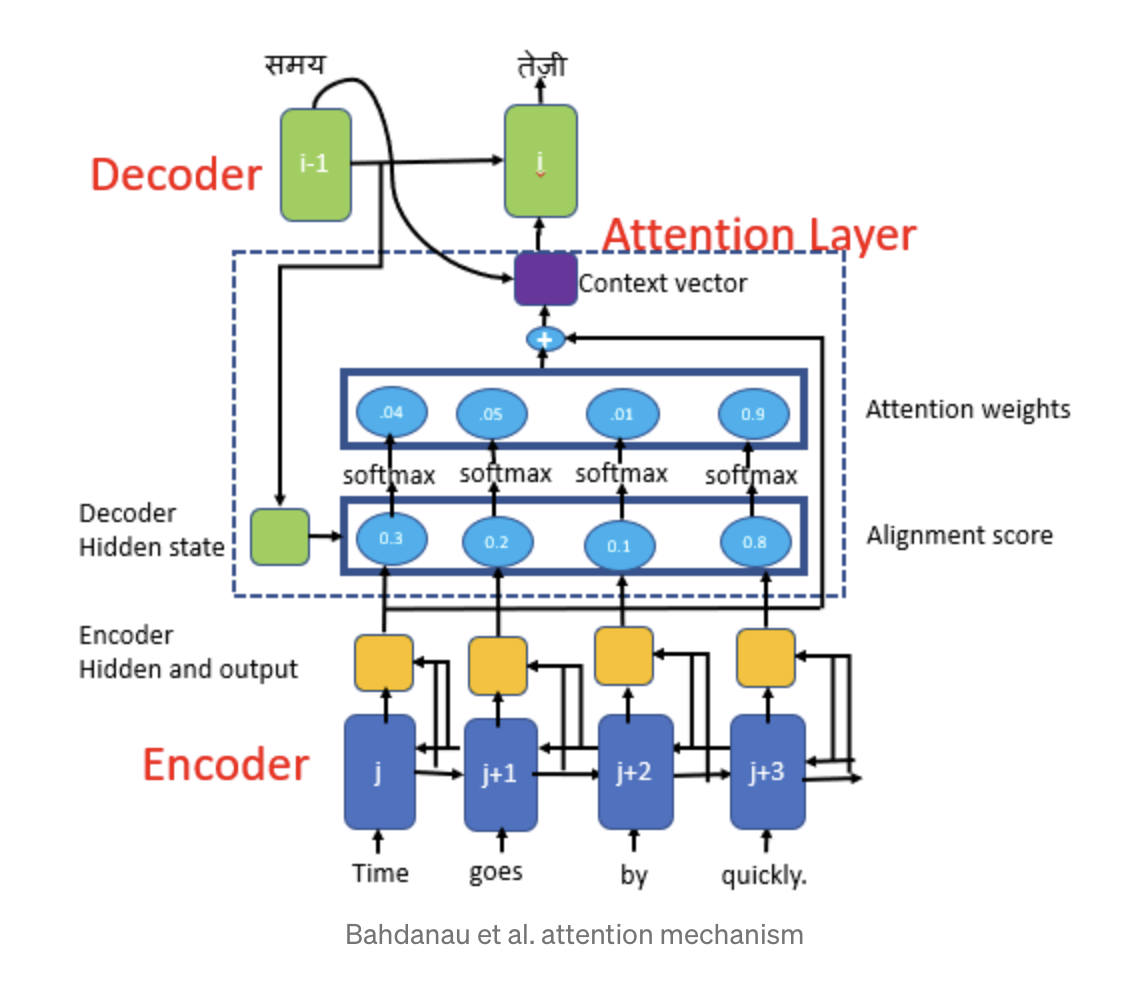 समय
तेज़ी
Decoder
i-1
i
Attention Layer
Context vector
+
.04
.05
.01
0.9
Attention weights
softmax
softmax
softmax
softmax
Decoder
Hidden state
0.3
0.2
0.1
0.8
Alignment score
Encoder
Hidden and output
Encoder
j
j+1
j+2
j+3
Time
goes
by
quickly.
Bahdanau et al. attention mechanism